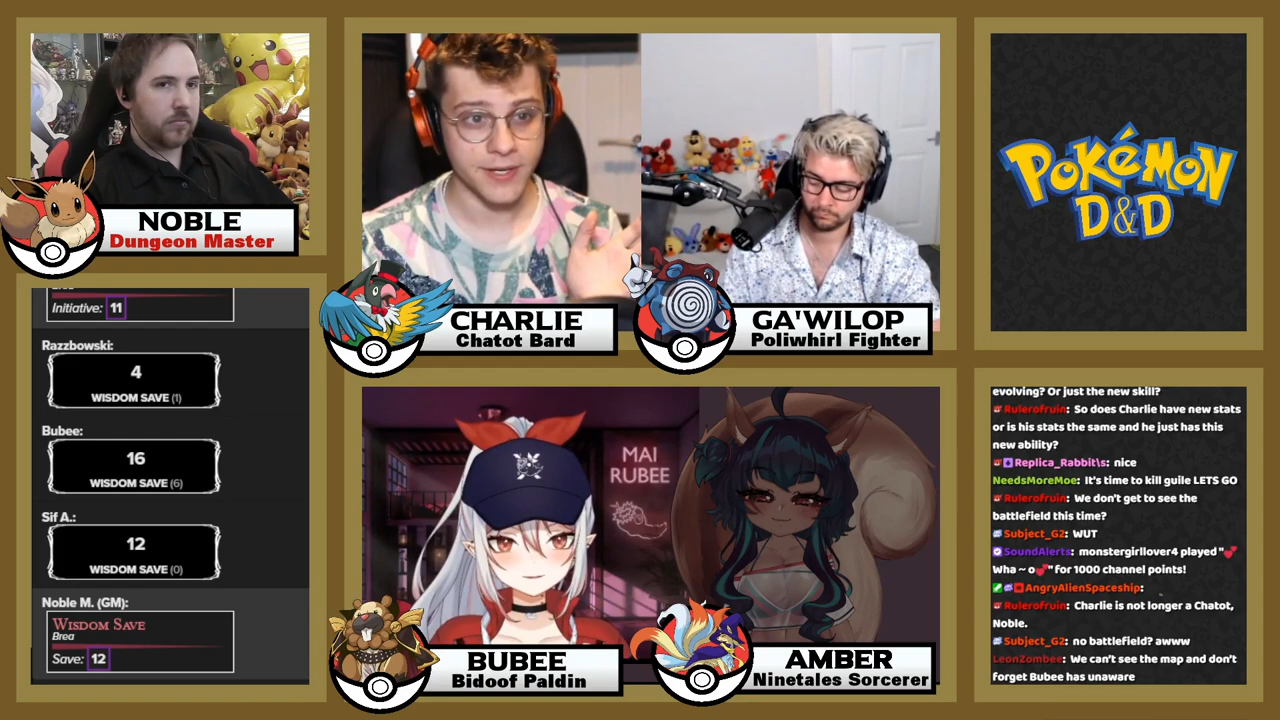 NOBLE
Dungeon Master
Initiative: 11
Razzbowski:
4
WISDOM SAVE (1)
Bubee:
16
WISDOM SAVE (6)
Sif A.:
12
WISDOM SAVE (0)
Noble M. (GM):
WISDOM SAVE
Brea
Save: 12
CHARLIE
Chatot Bard
GA'WILOP
Poliwhirl Fighter
MAI
RUBEE
BUBEE
Bidoof Paldin
AMBER
Ninetales Sorcerer
POKéMON
D&D
evolving? Or just the new skill?
Rulerofruin: So does Charlie have new stats
or is his stats the same and he just has this
new ability?
Replica_Rabbit\s: nice
NeedsMoreMoe: It's time to kill guile LETS GO
Rulerofruin: We don't get to see the
battlefield this time?
Subject_G2: WUT
SoundAlerts: monstergirllover4 played "💕
Wha ~ o💕" for 1000 channel points!
AngryAlienSpaceship:
Rulerofruin: Charlie is not longer a Chatot,
Noble.
Subject_G2: no battlefield? awww
LeonZombee: We can't see the map and don't
forget Bubee has unaware